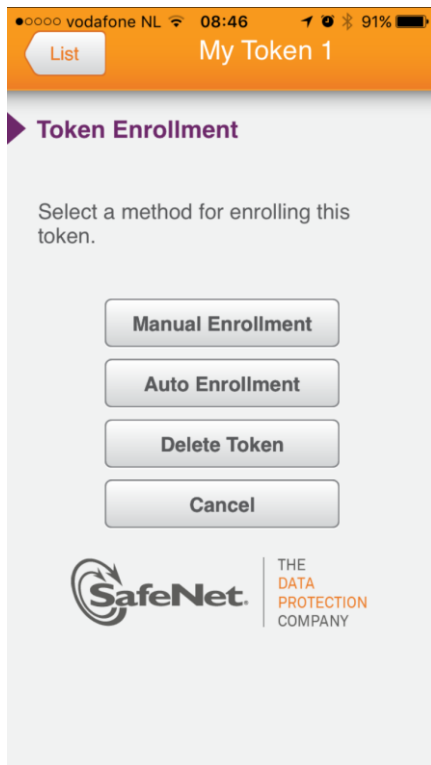 vodafone NL 08:46 91%
List My Token 1
Token Enrollment
Select a method for enrolling this
token.
Manual Enrollment
Auto Enrollment
Delete Token
Cancel
SafeNet.
THE
DATA
PROTECTION
COMPANY